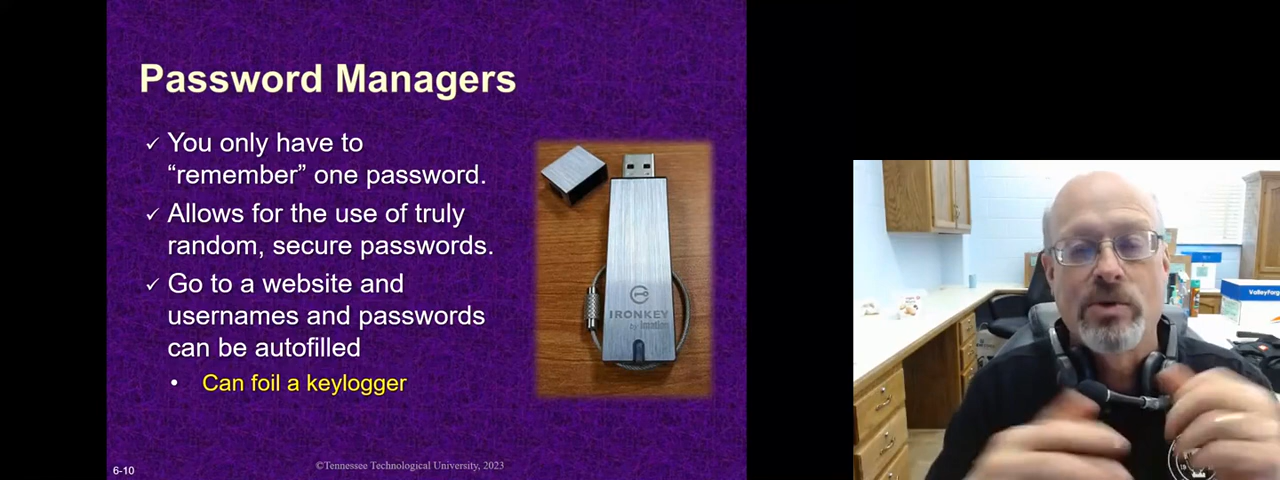 Password Managers
You only have to
“remember” one password.
Allows for the use of truly
random, secure passwords.
Go to a website and
usernames and passwords
can be autofilled
Can foil a keylogger
IRONKEY
by imation
6-10
©Tennessee Technological University, 2023